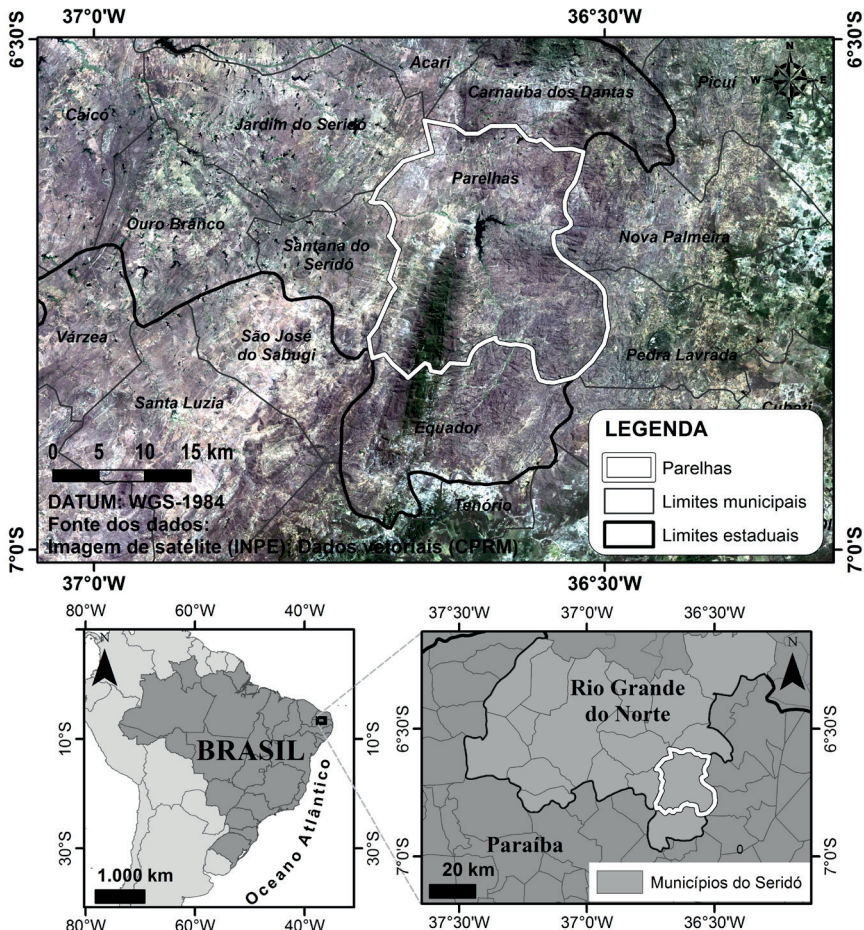 37°0'W
36°30'W
6°30'S
6°30'S
N
W
E
S
Acari
Picuí
Carnaúba dos Dantas
Caicó
Jardim do Seridó
Parelhas
Ouro Branco
Santana do
Seridó
Nova Palmeira
Várzea
São José
do Sabugi
Pedra Lavrada
Santa Luzia
Cubati
Equador
Tenório
0 5 10 15 km
DATUM: WGS-1984
Fonte dos dados:
Imagem de satélite (INPE); Dados vetoriais (CPRM)
LEGENDA
Parelhas
Limites municipais
Limites estaduais
7°0'S
7°0'S
37°0'W
36°30'W
80°W
60°W
40°W
N
10°S
10°S
BRASIL
30°S
30°S
Oceano Atlântico
1.000 km
80°W
60°W
40°W
37°30'W
37°0'W
36°30'W
N
Rio Grande
do Norte
6°30'S
6°30'S
Paraíba
0
7°0'S
7°0'S
20 km
Municípios do Seridó
37°30'W
37°0'W
36°30'W